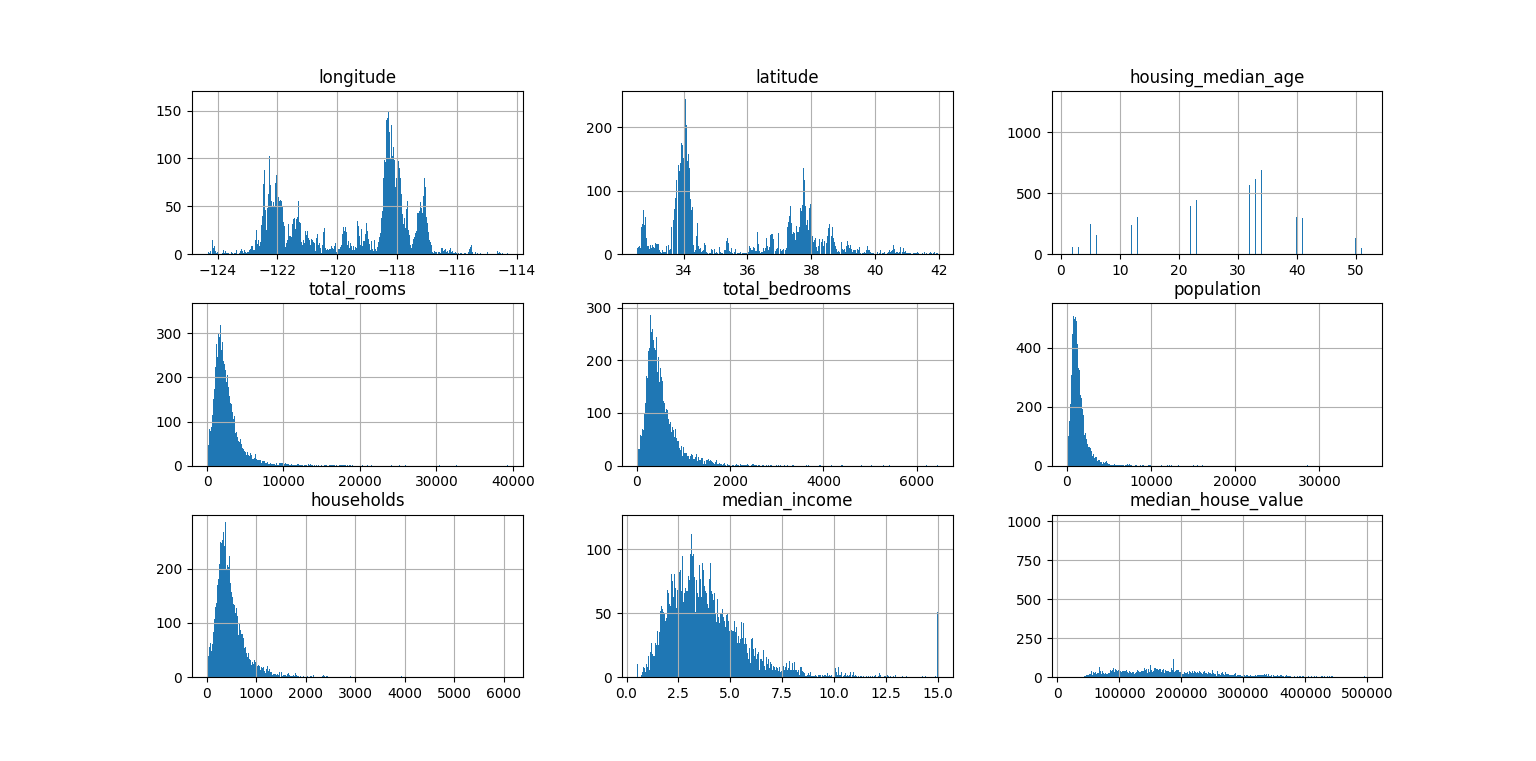 longitude
latitude
housing_median_age
150
100
50
0
−124 −122 −120 −118 −116 −114
200
100
0
34 36 38 40 42
1000
500
0
0 10 20 30 40 50
total_rooms
total_bedrooms
population
300
200
100
0
0 10000 20000 30000 40000
300
200
100
0
0 2000 4000 6000
400
200
0
0 10000 20000 30000
households
median_income
median_house_value
200
100
0
0 1000 2000 3000 4000 5000 6000
100
50
0
0.0 2.5 5.0 7.5 10.0 12.5 15.0
1000
750
500
250
0
0 100000 200000 300000 400000 500000